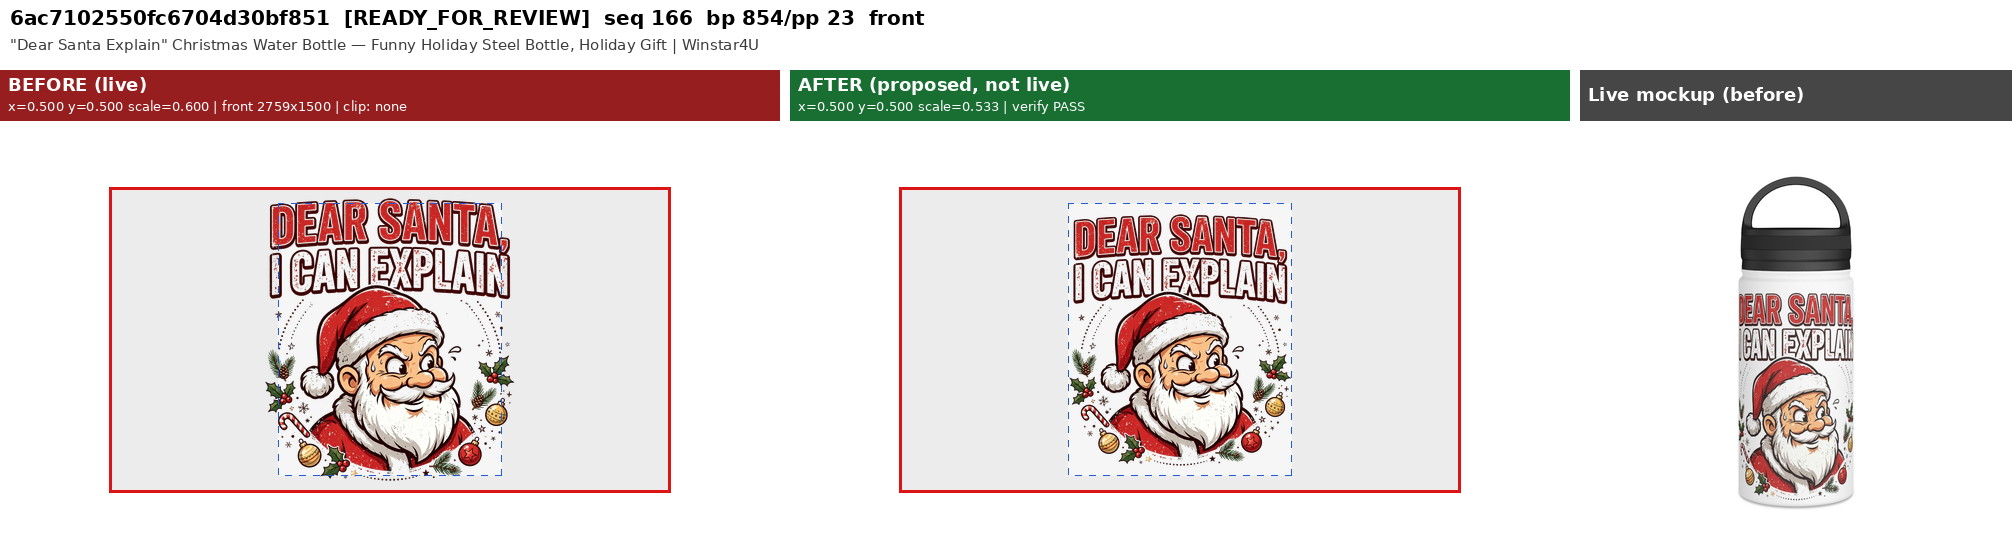 6ac7102550fc6704d30bf851 [READY_FOR_REVIEW] seq 166 bp 854/pp 23 front
"Dear Santa Explain" Christmas Water Bottle — Funny Holiday Steel Bottle, Holiday Gift | Winstar4U
BEFORE (live)
x=0.500 y=0.500 scale=0.600 | front 2759x1500 | clip: none
AFTER (proposed, not live)
x=0.500 y=0.500 scale=0.533 | verify PASS
Live mockup (before)
DEAR SANTA,
I CAN EXPLAIN
DEAR SANTA,
I CAN EXPLAIN
DEAR SANTA,
I CAN EXPLAIN